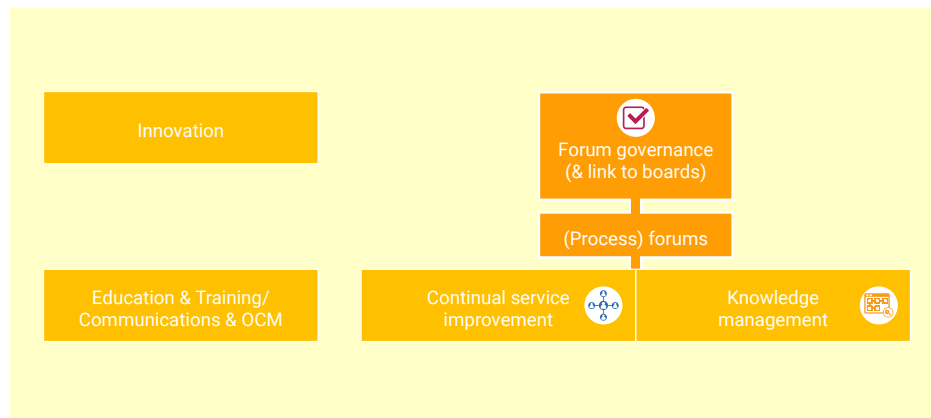 Innovation
Forum governance
(& link to boards)
(Process) forums
Education & Training/
Communications & OCM
Continual service
improvement
Knowledge
management